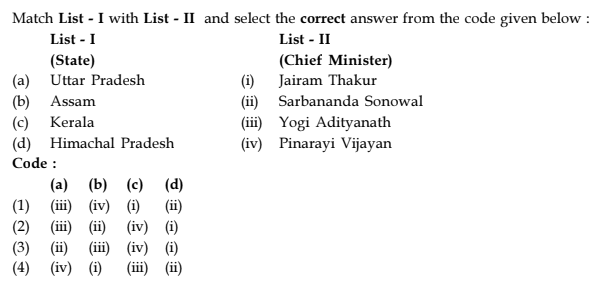 Match List - I with List - II and select the correct answer from the code given below :
List - I List - II
(State) (Chief Minister)
(a) Uttar Pradesh (i) Jairam Thakur
(b) Assam (ii) Sarbananda Sonowal
(c) Kerala (iii) Yogi Adityanath
(d) Himachal Pradesh (iv) Pinarayi Vijayan
Code :
(a) (b) (c) (d)
(1) (iii) (iv) (i) (ii)
(2) (iii) (ii) (iv) (i)
(3) (ii) (iii) (iv) (i)
(4) (iv) (i) (iii) (ii)